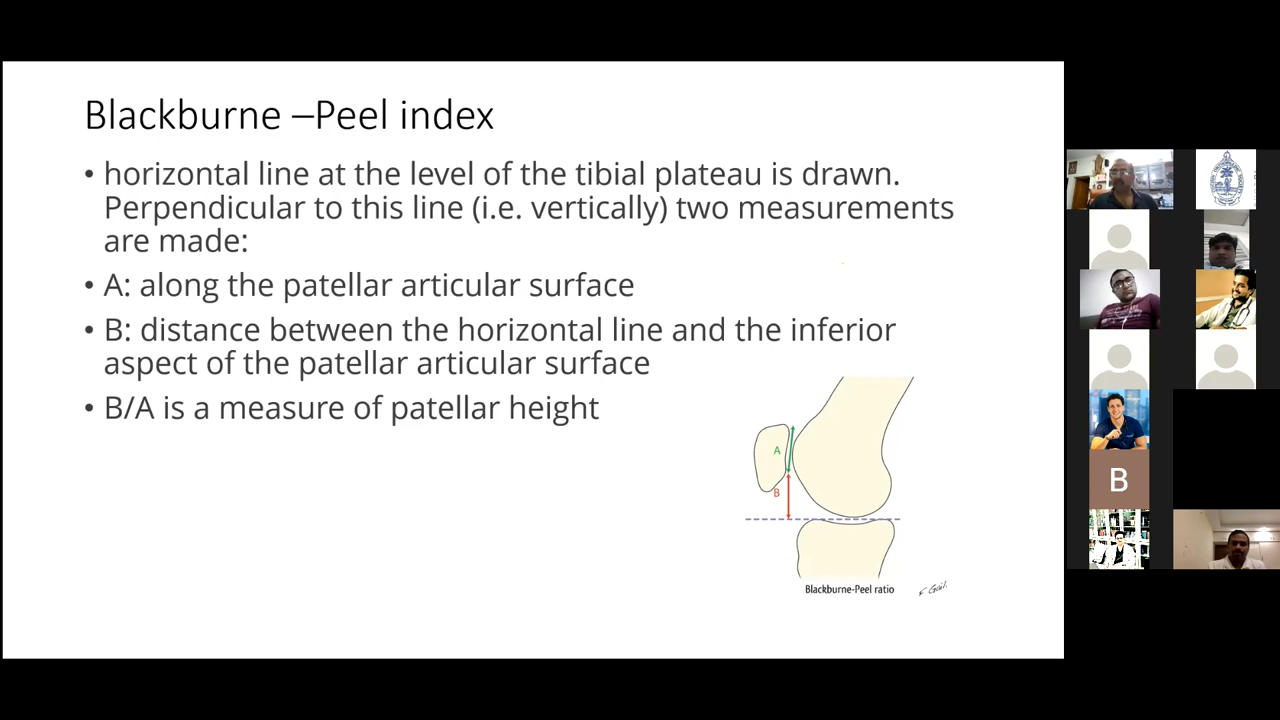 Blackburne –Peel index
• horizontal line at the level of the tibial plateau is drawn.
Perpendicular to this line (i.e. vertically) two measurements
are made:
• A: along the patellar articular surface
• B: distance between the horizontal line and the inferior
aspect of the patellar articular surface
• B/A is a measure of patellar height
A
B
Blackburne-Peel ratio
B